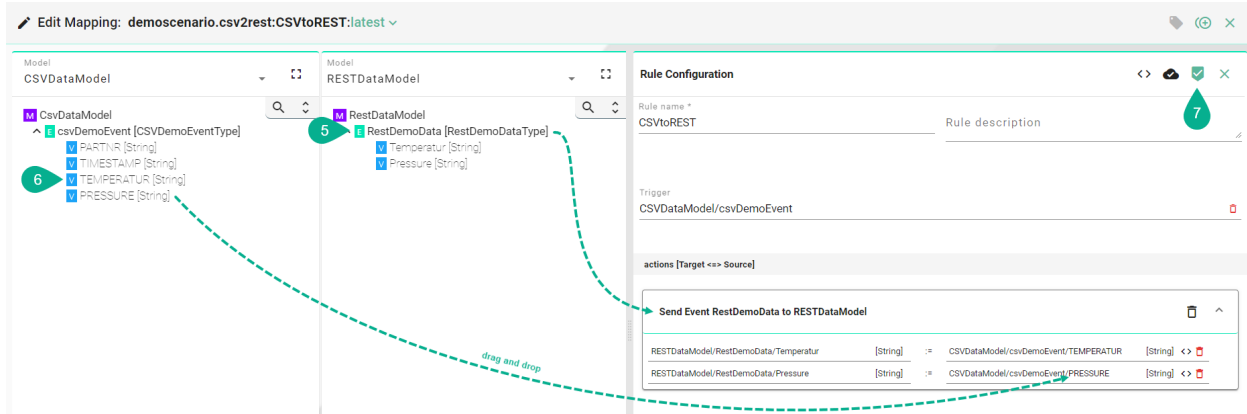 Edit Mapping: demoscenario.csv2rest:CSVtoREST:latest
Model
CSVDataModel
M CsvDataModel
E csvDemoEvent [CSVDemoEventType]
V PARTNR [String]
V TIMESTAMP [String]
6
V TEMPERATUR [String]
V PRESSURE [String]
Model
RESTDataModel
M RestDataModel
5
E RestDemoData [RestDemoDataType]
V Temperatur [String]
V Pressure [String]
drag and drop
Rule Configuration
7
Rule name *
CSVtoREST
Rule description
Trigger
CSVDataModel/csvDemoEvent
actions [Target <=> Source]
Send Event RestDemoData to RESTDataModel
RESTDataModel/RestDemoData/Temperatur [String] := CSVDataModel/csvDemoEvent/TEMPERATUR [String] <>
RESTDataModel/RestDemoData/Pressure [String] := CSVDataModel/csvDemoEvent/PRESSURE [String] <>